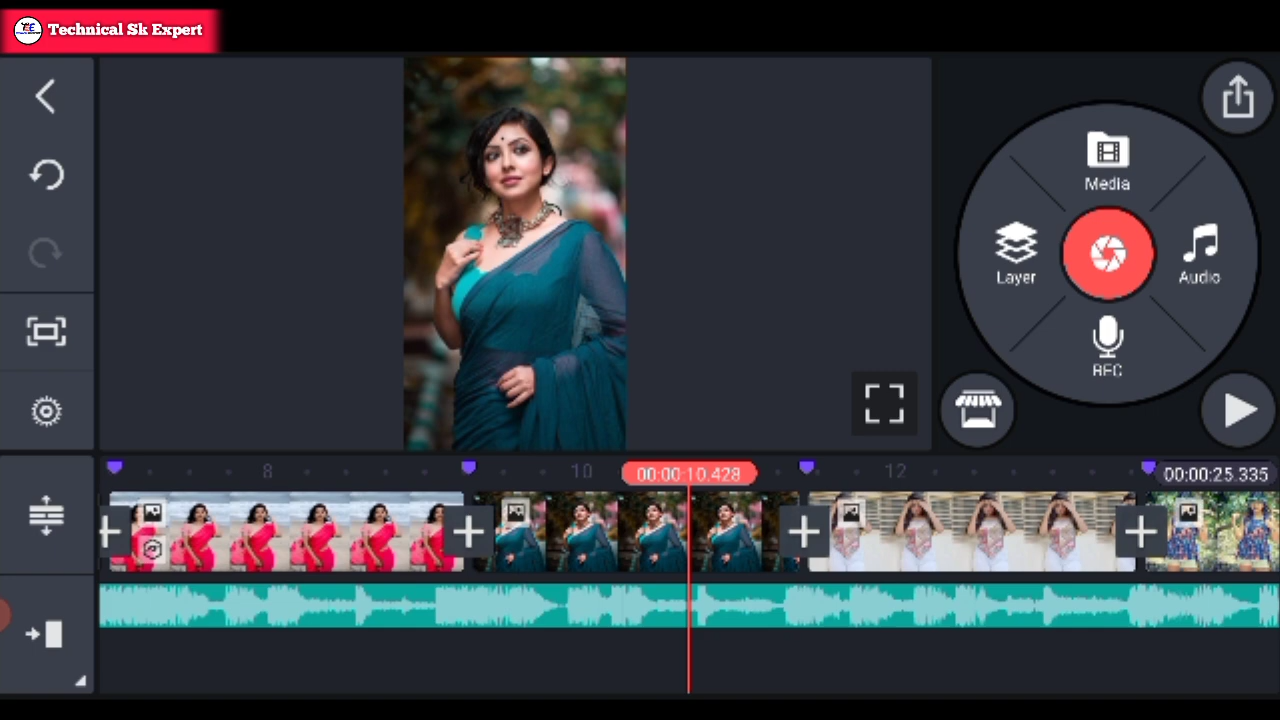 Technical Sk Expert
Media
Layer
Audio
REC
8
10
00:00:10.428
12
00:00:25.335